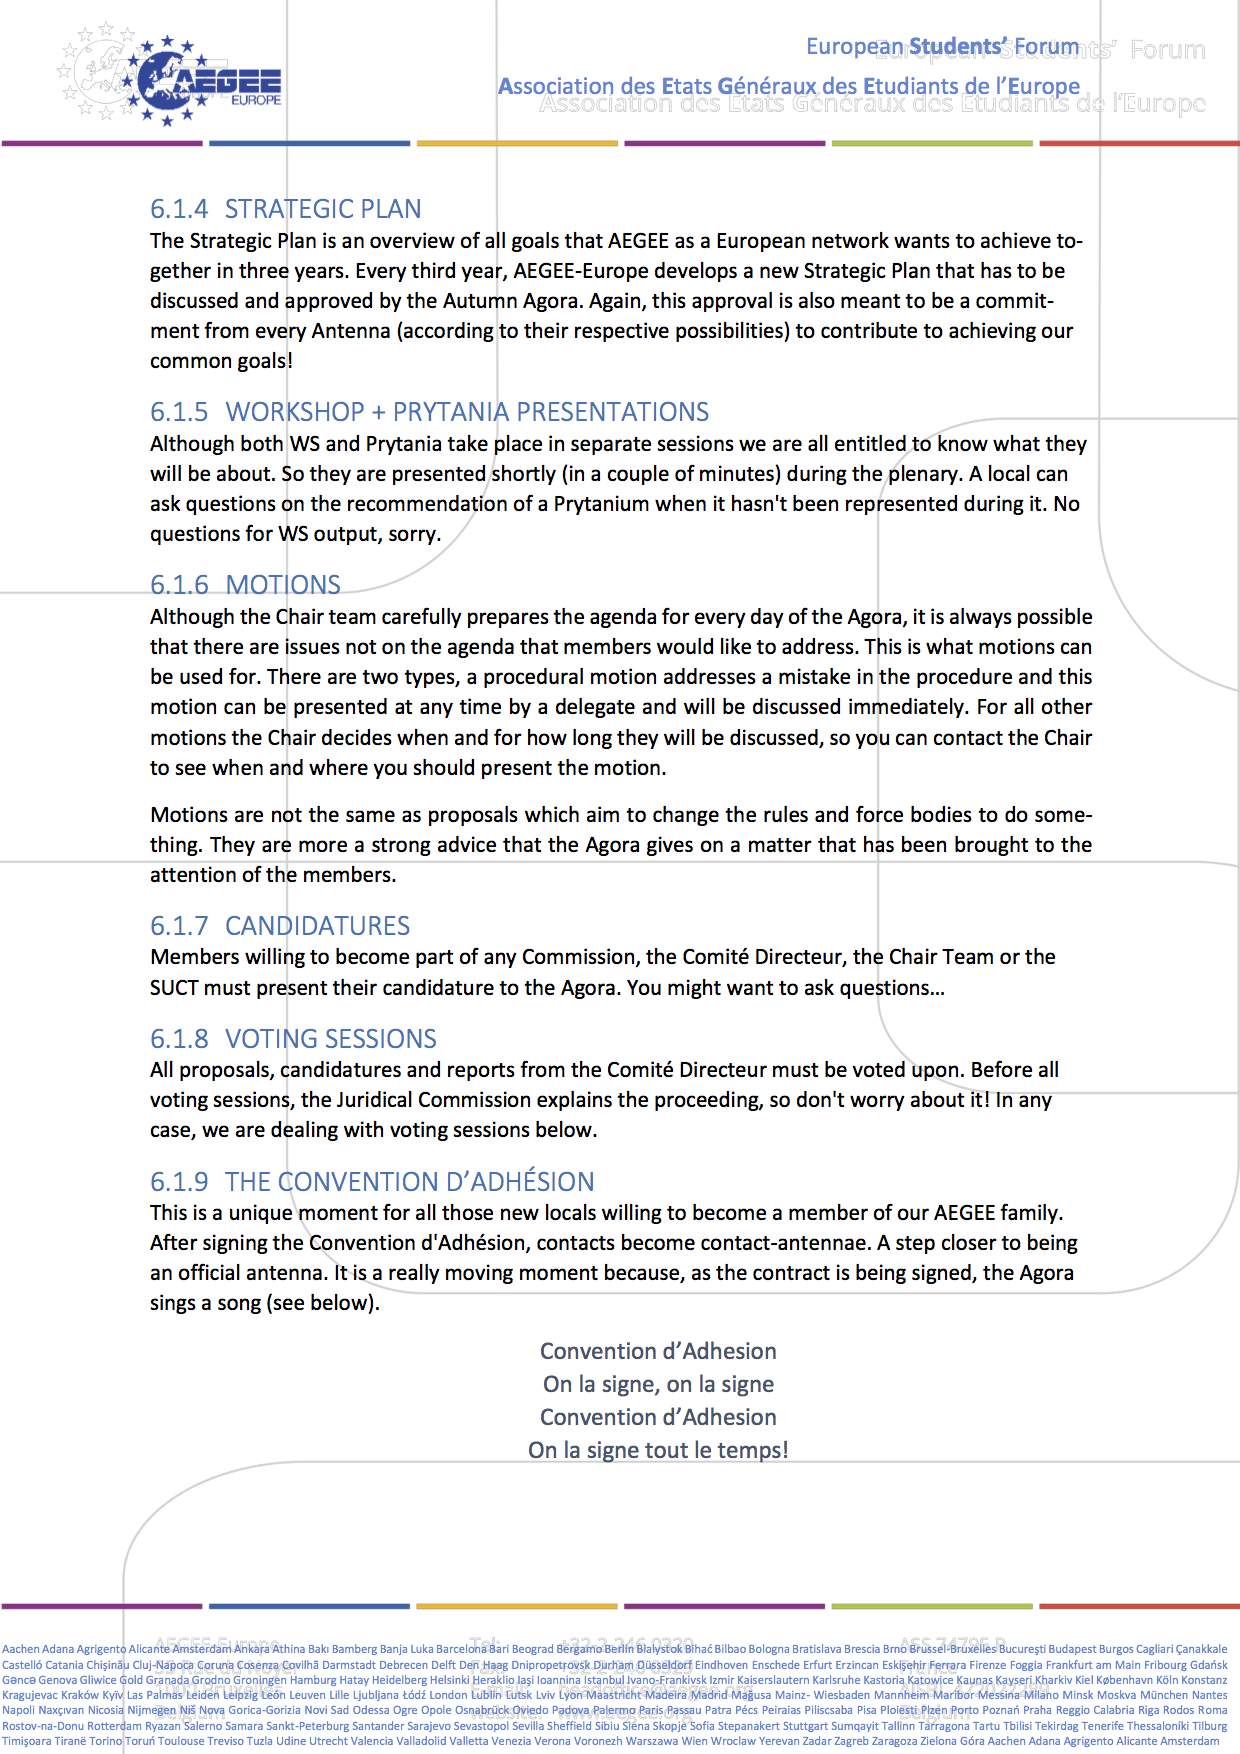 AEGEE
EUROPE
European Students’ Forum
Association des Etats Généraux des Etudiants de l’Europe
6.1.4 STRATEGIC PLAN
The Strategic Plan is an overview of all goals that AEGEE as a European network wants to achieve to-
gether in three years. Every third year, AEGEE-Europe develops a new Strategic Plan that has to be
discussed and approved by the Autumn Agora. Again, this approval is also meant to be a commit-
ment from every Antenna (according to their respective possibilities) to contribute to achieving our
common goals!
6.1.5 WORKSHOP + PRYTANIA PRESENTATIONS
Although both WS and Prytania take place in separate sessions we are all entitled to know what they
will be about. So they are presented shortly (in a couple of minutes) during the plenary. A local can
ask questions on the recommendation of a Prytanium when it hasn't been represented during it. No
questions for WS output, sorry.
6.1.6 MOTIONS
Although the Chair team carefully prepares the agenda for every day of the Agora, it is always possible
that there are issues not on the agenda that members would like to address. This is what motions can
be used for. There are two types, a procedural motion addresses a mistake in the procedure and this
motion can be presented at any time by a delegate and will be discussed immediately. For all other
motions the Chair decides when and for how long they will be discussed, so you can contact the Chair
to see when and where you should present the motion.
Motions are not the same as proposals which aim to change the rules and force bodies to do some-
thing. They are more a strong advice that the Agora gives on a matter that has been brought to the
attention of the members.
6.1.7 CANDIDATURES
Members willing to become part of any Commission, the Comité Directeur, the Chair Team or the
SUCT must present their candidature to the Agora. You might want to ask questions...
6.1.8 VOTING SESSIONS
All proposals, candidatures and reports from the Comité Directeur must be voted upon. Before all
voting sessions, the Juridical Commission explains the proceeding, so don't worry about it! In any
case, we are dealing with voting sessions below.
6.1.9 THE CONVENTION D’ADHÉSION
This is a unique moment for all those new locals willing to become a member of our AEGEE family.
After signing the Convention d'Adhésion, contacts become contact-antennae. A step closer to being
an official antenna. It is a really moving moment because, as the contract is being signed, the Agora
sings a song (see below).
Convention d’Adhesion
On la signe, on la signe
Convention d’Adhesion
On la signe tout le temps!
Aachen Adana Agrigento Alicante Amsterdam Ankara Athina Bakı Bamberg Banja Luka Barcelona Bari Beograd Bergamo Berlin Bialystok Bihać Bilbao Bologna Bratislava Brescia Brno Brussel-Bruxelles Bucureşti Budapest Burgos Cagliari Çanakkale
Castelló Catania Chişinău Cluj-Napoca Coruña Cosenza Covilhã Darmstadt Debrecen Delft Den Haag Dnipropetrovsk Durham Düsseldorf Eindhoven Enschede Erfurt Erzincan Eskişehir Ferrara Firenze Foggia Frankfurt am Main Fribourg Gdańsk
Gəncə Genova Gliwice Gold Granada Grodno Groningen Hamburg Hatay Heidelberg Helsinki Heraklio Iaşi Ioannina Istanbul Ivano-Frankivsk Izmir Kaiserslautern Karlsruhe Kastoria Katowice Kaunas Kayseri Kharkiv Kiel København Köln Konstanz
Kragujevac Kraków Kyïv Las Palmas Leiden Leipzig León Leuven Lille Ljubljana Łódź London Lublin Lutsk Lviv Lyon Maastricht Madeira Madrid Mağusa Mainz- Wiesbaden Mannheim Maribor Messina Milano Minsk Moskva München Nantes
Napoli Naxçıvan Nicosia Nijmegen Niš Nova Gorica-Gorizia Novi Sad Odessa Ogre Opole Osnabrück Oviedo Padova Palermo Paris Passau Patra Pécs Peiraias Piliscsaba Pisa Ploieşti Plzen Porto Poznań Praha Reggio Calabria Riga Rodos Roma
Rostov-na-Donu Rotterdam Ryazan Salerno Samara Sankt-Peterburg Santander Sarajevo Sevastopol Sevilla Sheffield Sibiu Siena Skopje Sofia Stepanakert Stuttgart Sumqayit Tallinn Tarragona Tartu Tbilisi Tekirdag Tenerife Thessaloníki Tilburg
Timişoara Tiranë Torino Toruń Toulouse Treviso Tuzla Udine Utrecht Valencia Valladolid Valletta Venezia Verona Voronezh Warszawa Wien Wroclaw Yerevan Zadar Zagreb Zaragoza Zielona Góra Aachen Adana Agrigento Alicante Amsterdam